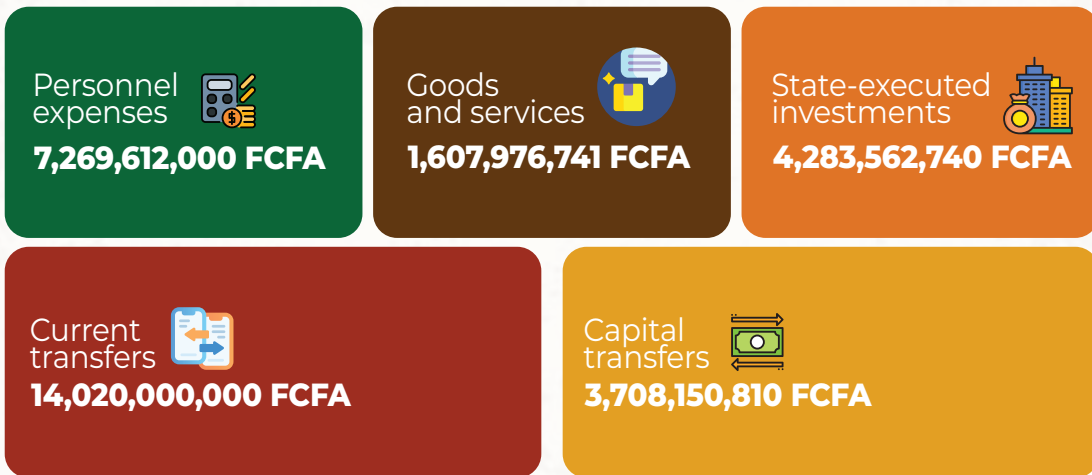 Personnel
expenses
7,269,612,000 FCFA
Goods
and services
1,607,976,741 FCFA
State-executed
investments
4,283,562,740 FCFA
Current
transfers
14,020,000,000 FCFA
Capital
transfers
3,708,150,810 FCFA